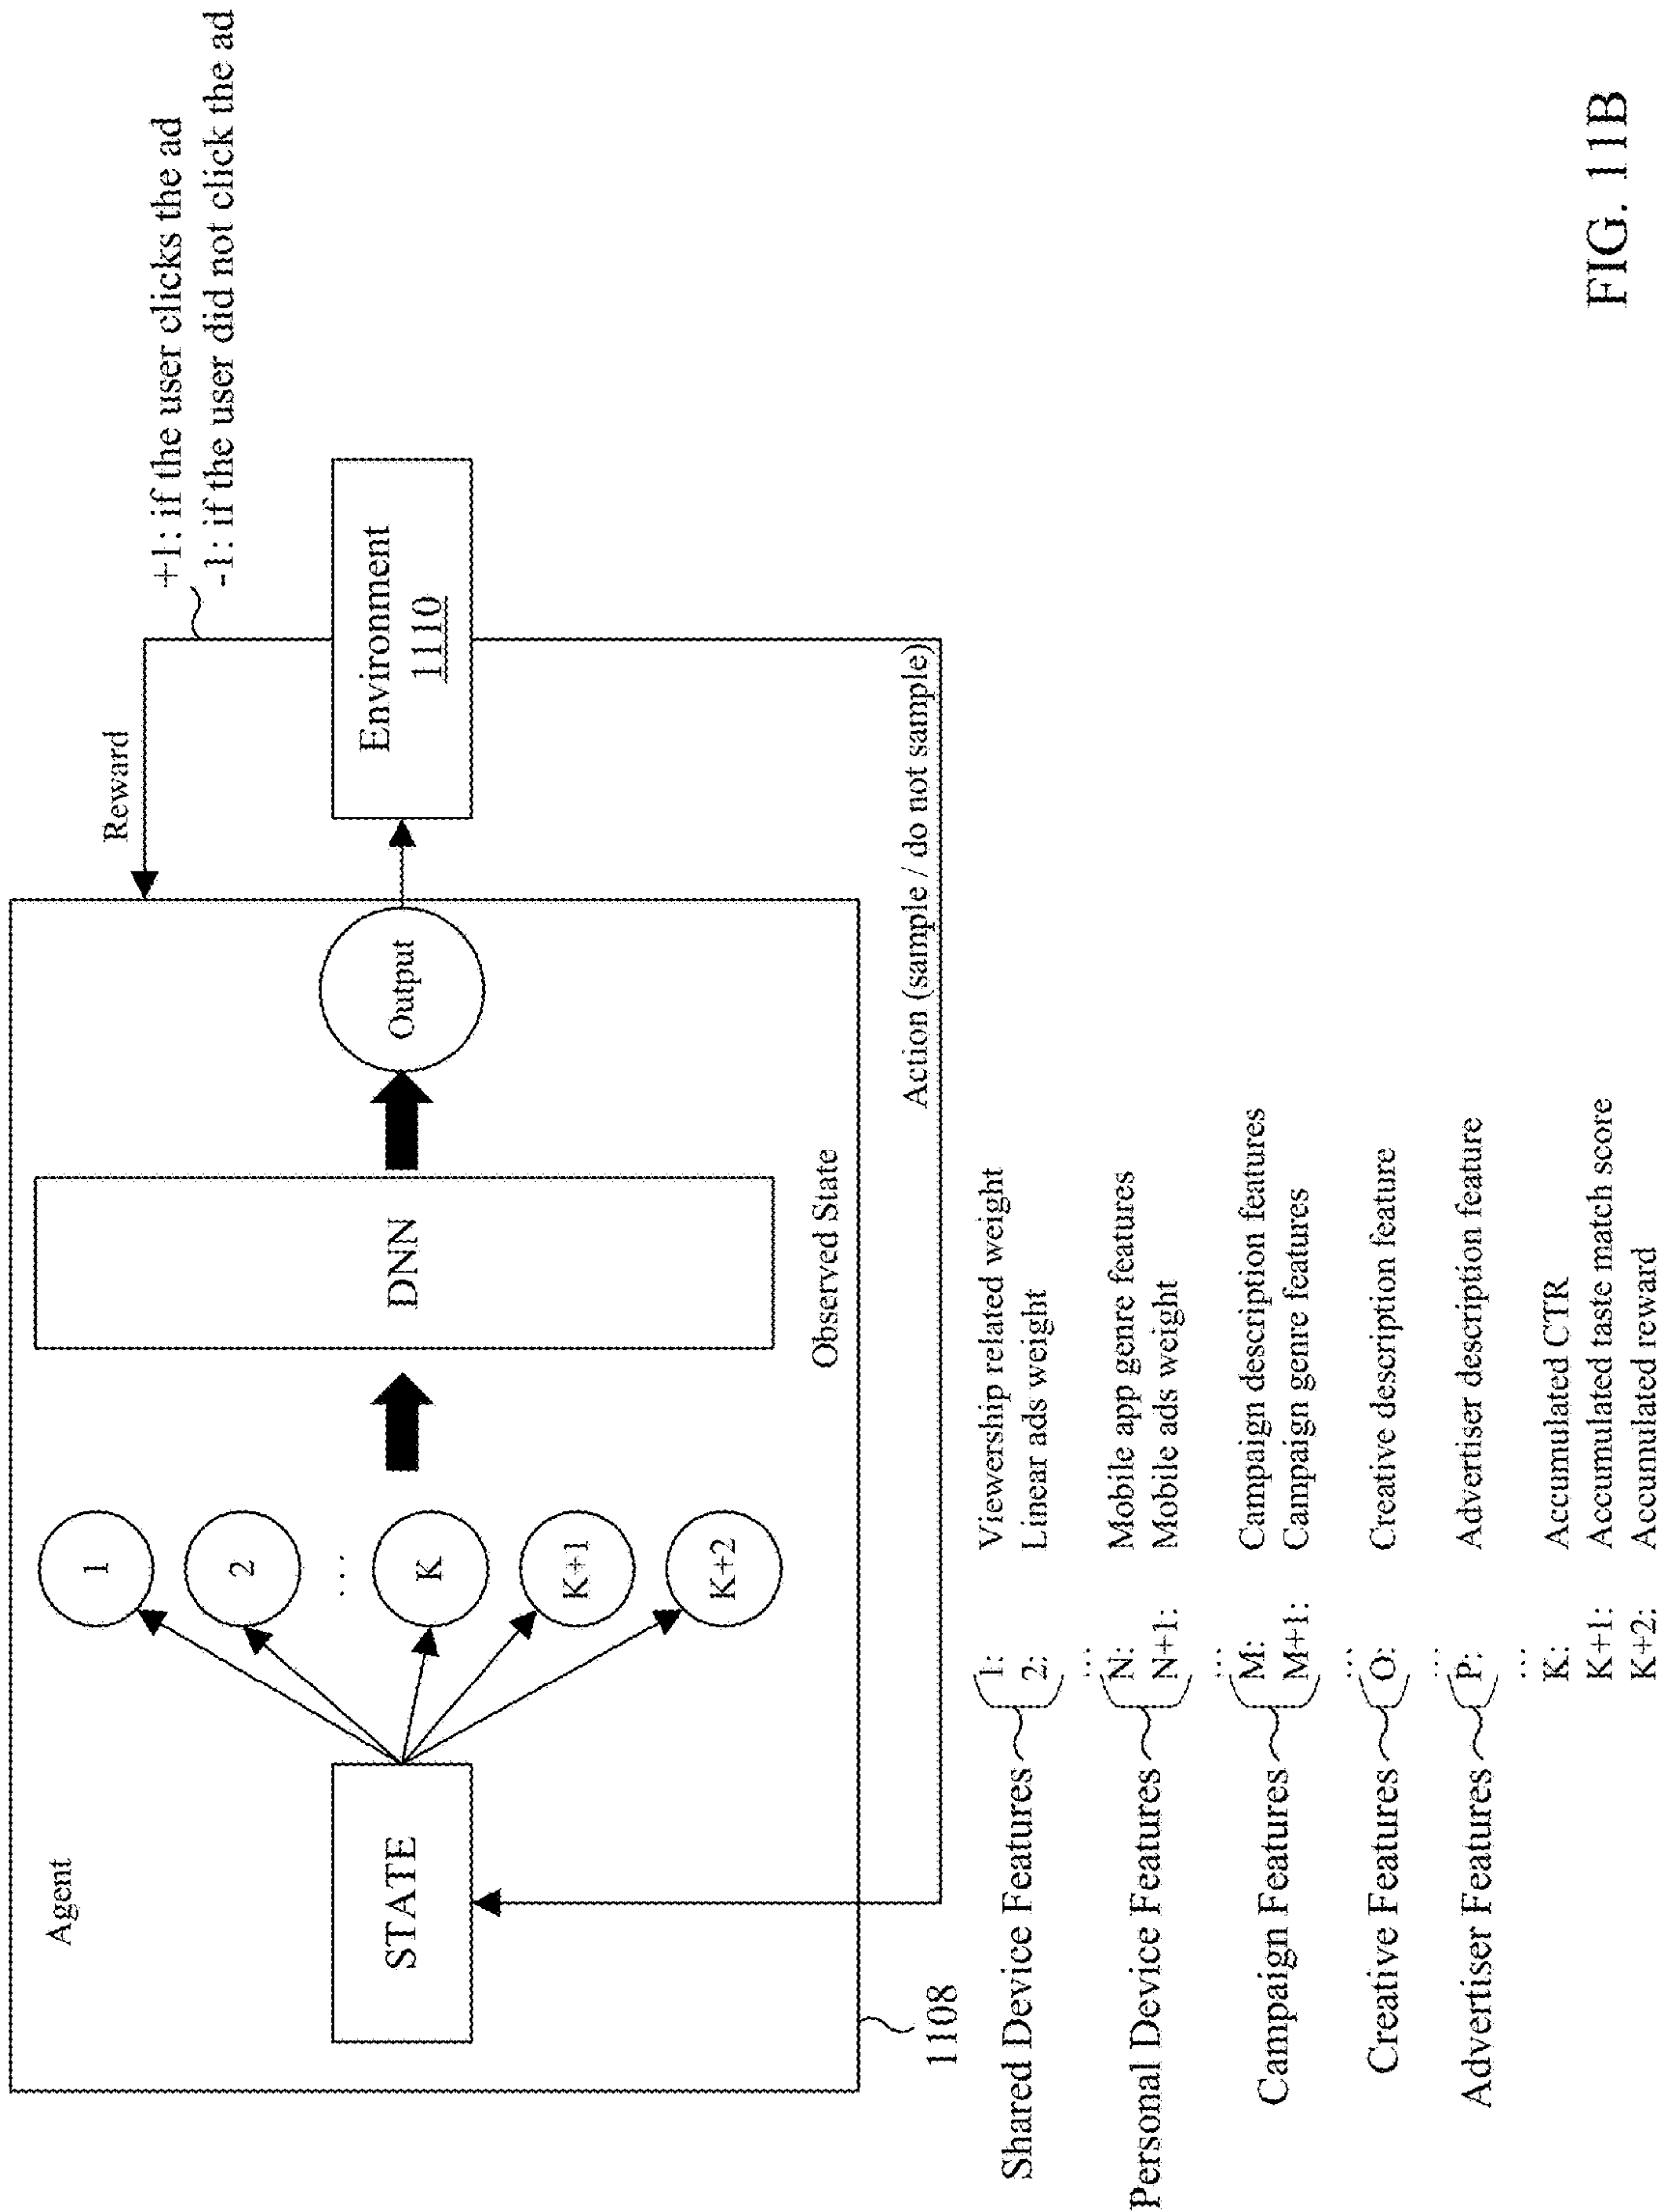 Agent
STATE
1
2
...
K
K+1
K+2
DNN
Observed State
Output
Reward
+1: if the user clicks the ad
-1: if the user did not click the ad
Environment
1110
Action (sample / do not sample)
1108
Shared Device Features
1: Viewership related weight
2: Linear ads weight
...
Personal Device Features
N: Mobile app genre features
N+1: Mobile ads weight
...
Campaign Features
M: Campaign description features
M+1: Campaign genre features
...
Creative Features
O: Creative description feature
...
Advertiser Features
P: Advertiser description feature
...
K: Accumulated CTR
K+1: Accumulated taste match score
K+2: Accumulated reward
FIG. 11B